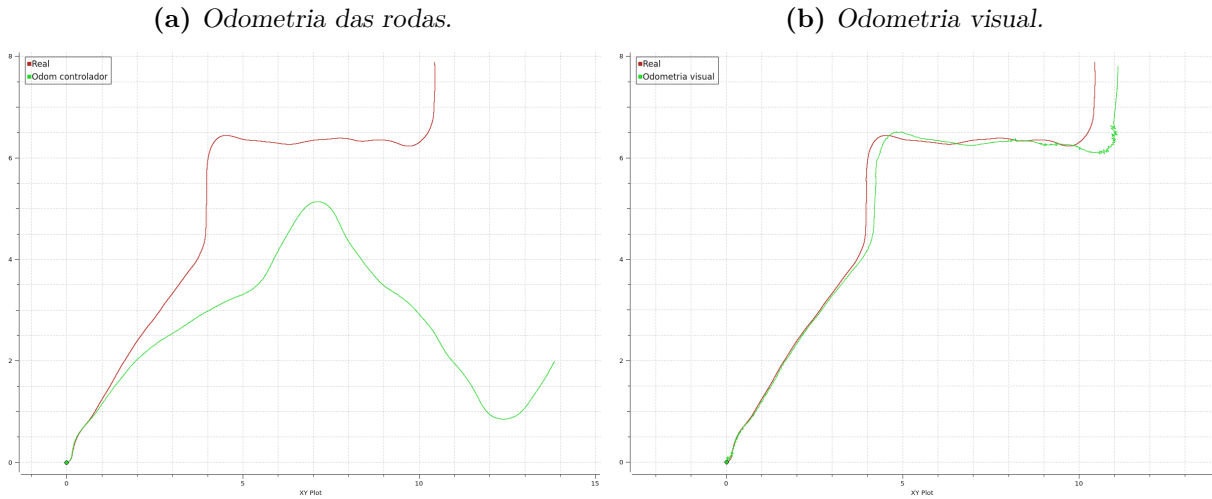 (a) Odometria das rodas.
(b) Odometria visual.
Real
Odom controlador
8
6
4
2
0
0
5
10
15
XY Plot
Real
Odometria visual
8
6
4
2
0
0
5
10
XY Plot